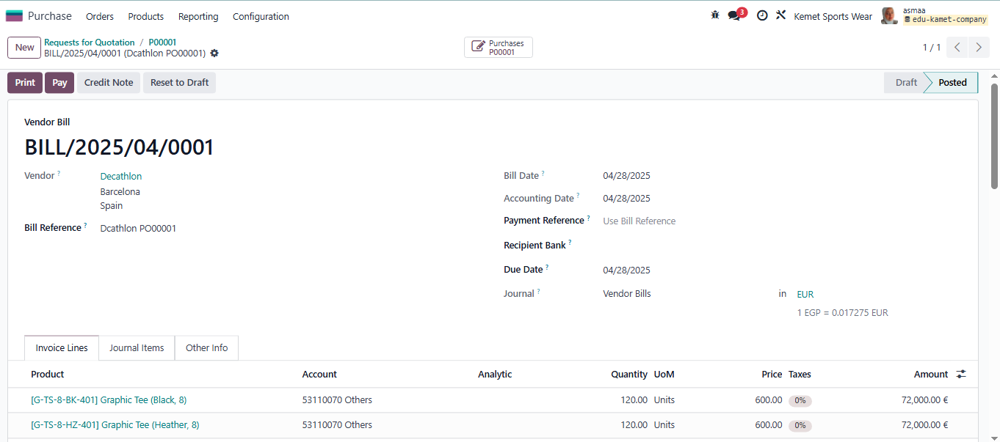 Purchase Orders Products Reporting Configuration 3 Kemet Sports Wear asmaa
edu-kamet-company
New Requests for Quotation / P00001
BILL/2025/04/0001 (Dcathlon PO00001)
Purchases
P00001
1 / 1
Print Pay Credit Note Reset to Draft Draft Posted
Vendor Bill
BILL/2025/04/0001
Vendor ? Decathlon
Barcelona
Spain
Bill Reference ? Dcathlon PO00001
Bill Date ? 04/28/2025
Accounting Date ? 04/28/2025
Payment Reference ? Use Bill Reference
Recipient Bank ?
Due Date ? 04/28/2025
Journal ? Vendor Bills in EUR
1 EGP = 0.017275 EUR
Invoice Lines Journal Items Other Info
Product Account Analytic Quantity UoM Price Taxes Amount
[G-TS-8-BK-401] Graphic Tee (Black, 8) 53110070 Others 120.00 Units 600.00 0% 72,000.00 €
[G-TS-8-HZ-401] Graphic Tee (Heather, 8) 53110070 Others 120.00 Units 600.00 0% 72,000.00 €